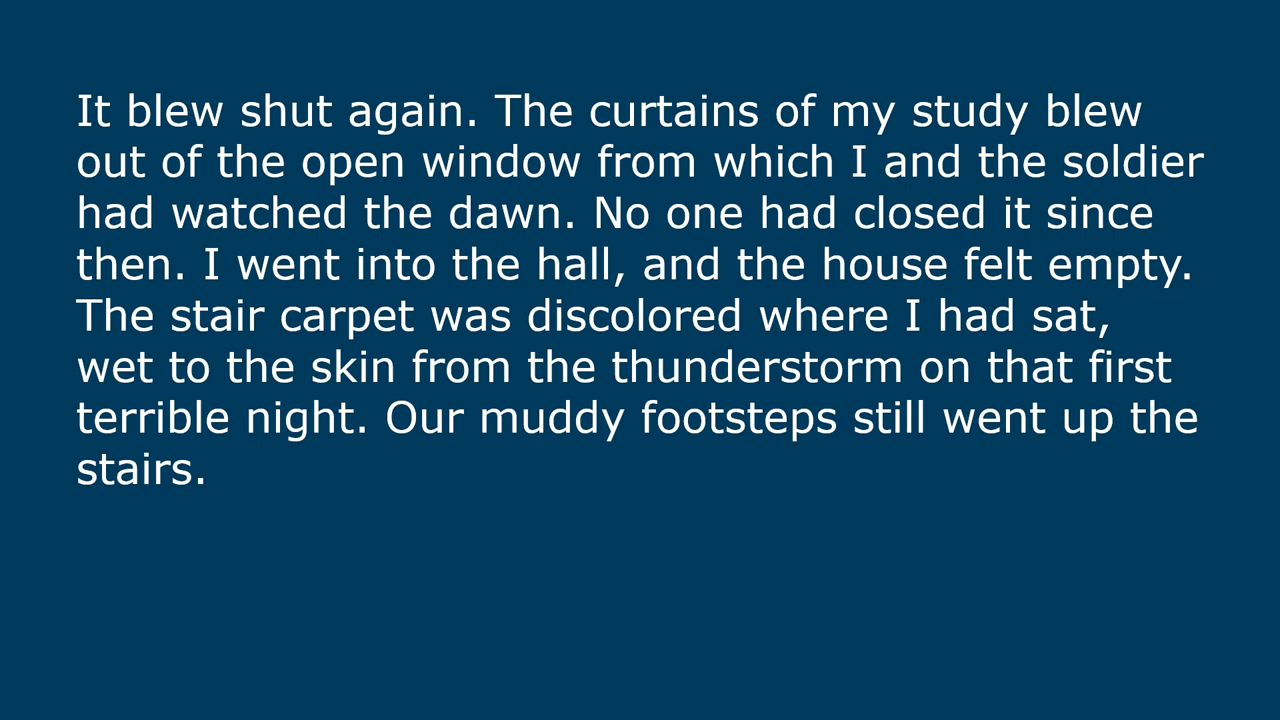 It blew shut again. The curtains of my study blew
out of the open window from which I and the soldier
had watched the dawn. No one had closed it since
then. I went into the hall, and the house felt empty.
The stair carpet was discolored where I had sat,
wet to the skin from the thunderstorm on that first
terrible night. Our muddy footsteps still went up the
stairs.